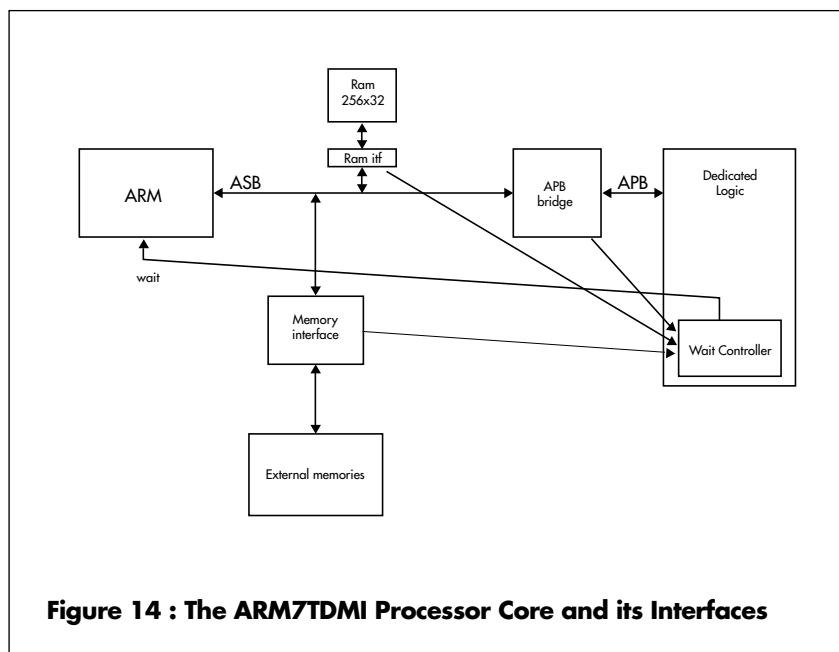 Ram
256x32
Ram itf
ARM
ASB
APB
bridge
APB
Dedicated
Logic
wait
Memory
interface
Wait Controller
External memories
Figure 14 : The ARM7TDMI Processor Core and its Interfaces